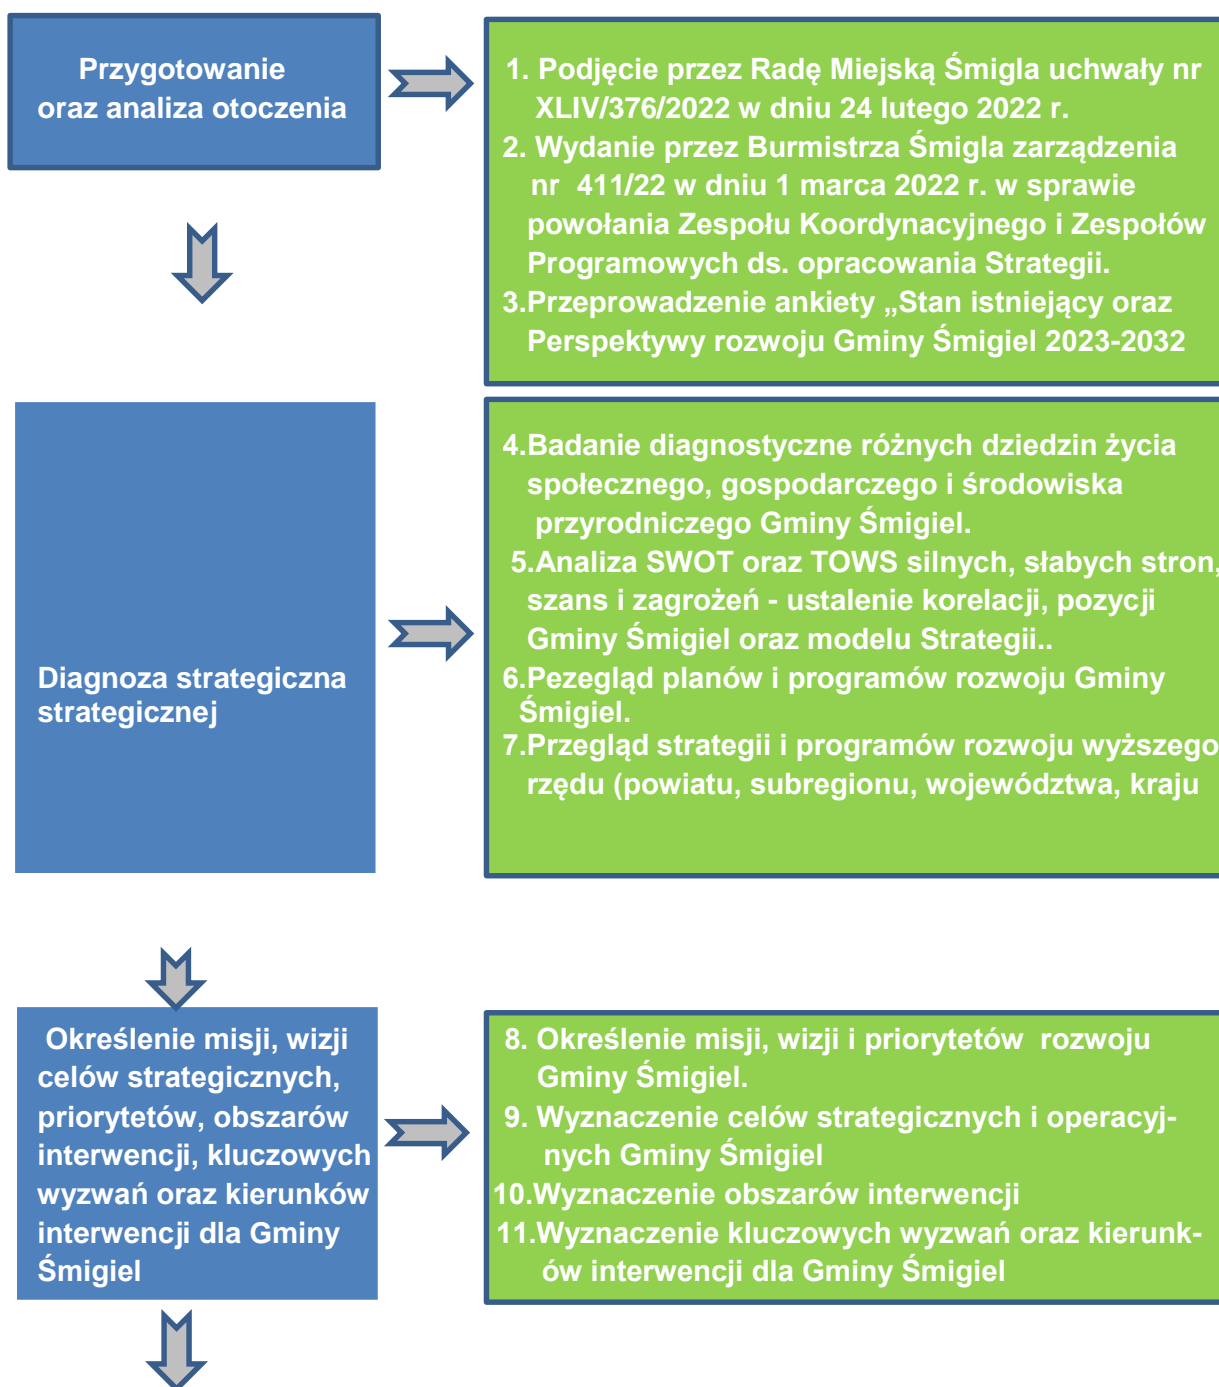 Przygotowanie
oraz analiza otoczenia
1. Podjęcie przez Radę Miejską Śmigla uchwały nr
XLIV/376/2022 w dniu 24 lutego 2022 r.
2. Wydanie przez Burmistrza Śmigla zarządzenia
nr 411/22 w dniu 1 marca 2022 r. w sprawie
powołania Zespołu Koordynacyjnego i Zespołów
Programowych ds. opracowania Strategii.
3.Przeprowadzenie ankiety „Stan istniejący oraz
Perspektywy rozwoju Gminy Śmigiel 2023-2032
Diagnoza strategiczna
strategicznej
4.Badanie diagnostyczne różnych dziedzin życia
społecznego, gospodarczego i środowiska
przyrodniczego Gminy Śmigiel.
5.Analiza SWOT oraz TOWS silnych, słabych stron,
szans i zagrożeń - ustalenie korelacji, pozycji
Gminy Śmigiel oraz modelu Strategii..
6.Pezegląd planów i programów rozwoju Gminy
Śmigiel.
7.Przegląd strategii i programów rozwoju wyższego
rzędu (powiatu, subregionu, województwa, kraju
Określenie misji, wizji
celów strategicznych,
priorytetów, obszarów
interwencji, kluczowych
wyzwań oraz kierunków
interwencji dla Gminy
Śmigiel
8. Określenie misji, wizji i priorytetów rozwoju
Gminy Śmigiel.
9. Wyznaczenie celów strategicznych i operacyj-
nych Gminy Śmigiel
10.Wyznaczenie obszarów interwencji
11.Wyznaczenie kluczowych wyzwań oraz kierunk-
ów interwencji dla Gminy Śmigiel